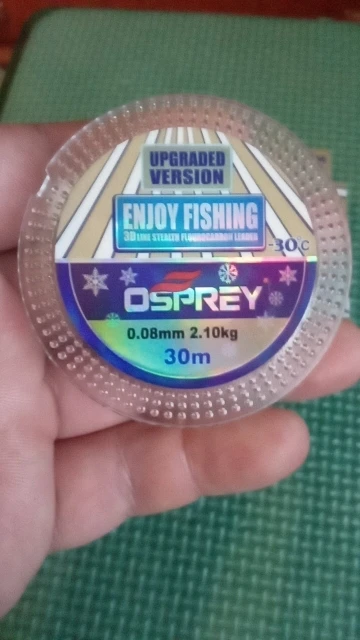 UPGRADED
VERSION
ENJOY FISHING
3D LINE STEALTH FLUOROCARBON LEADER
-30°C
OSPREY
0.08mm 2.10kg
30m